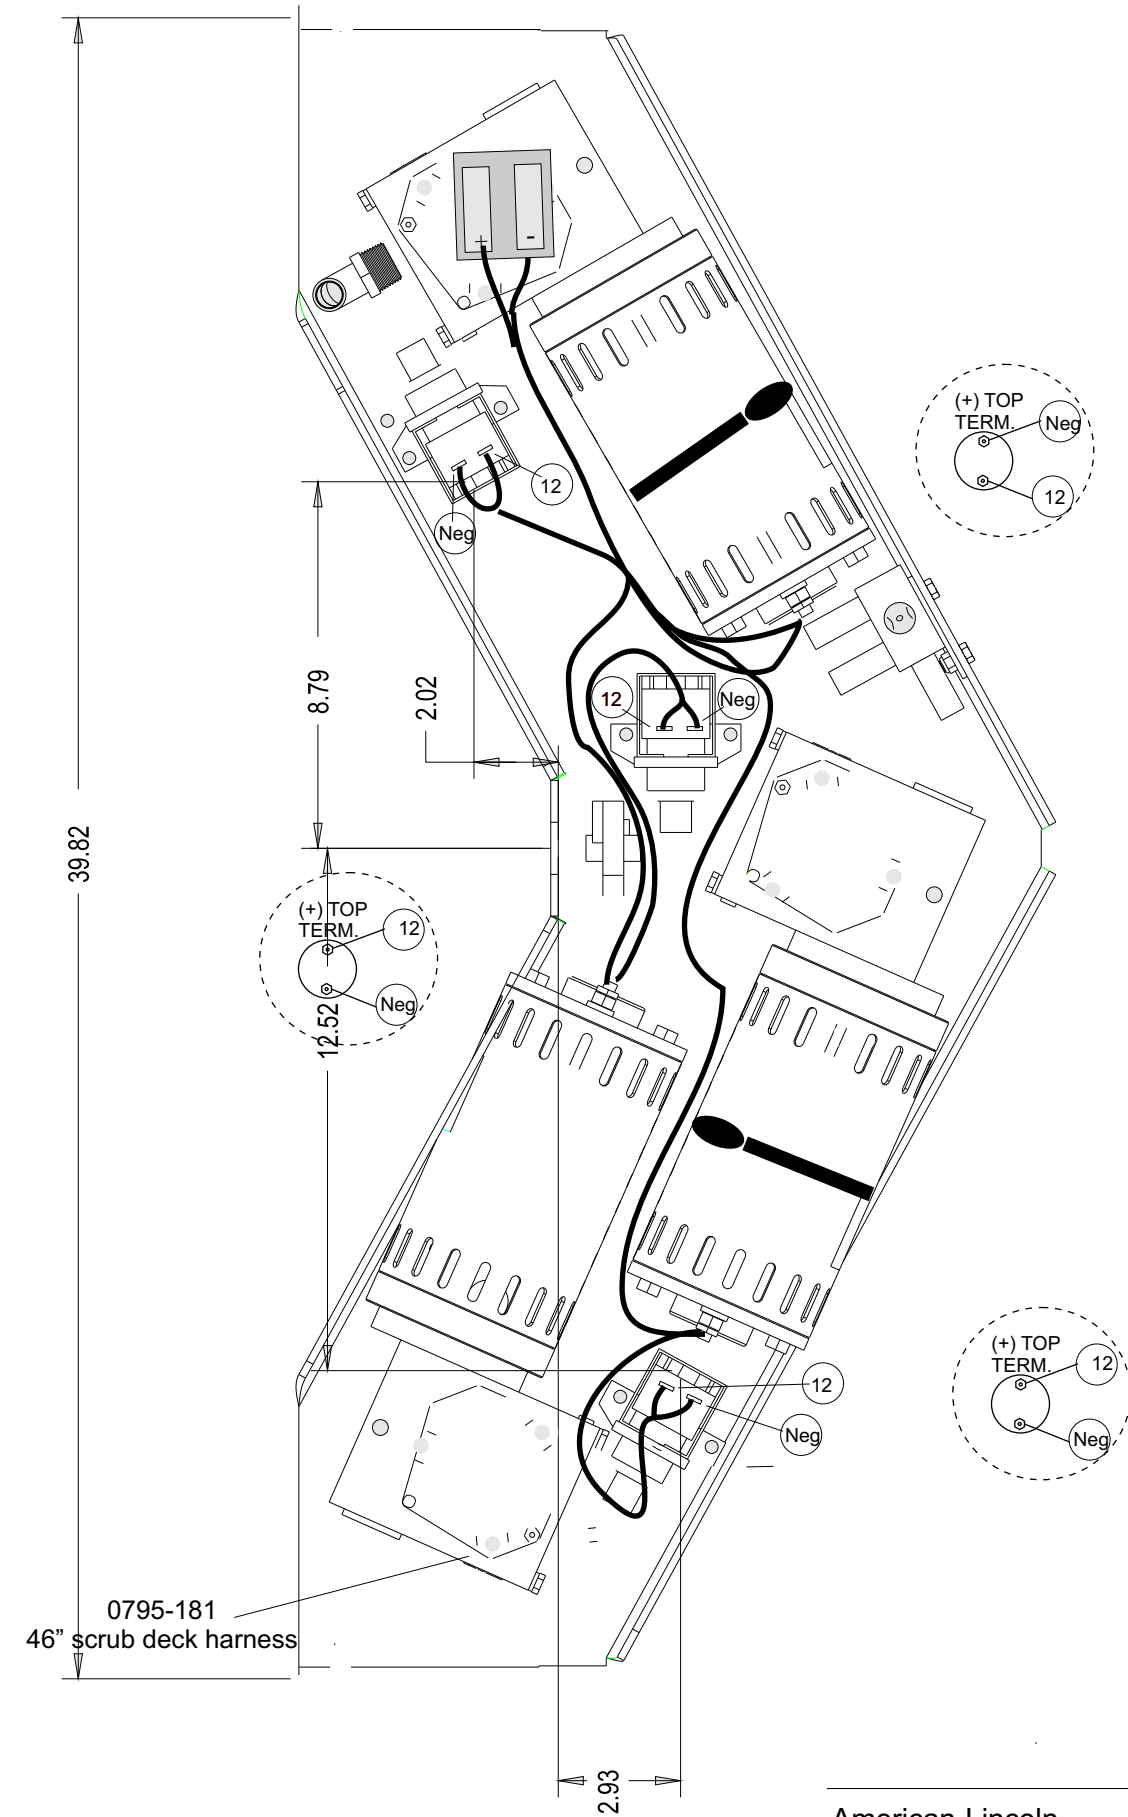 +
-
(+) TOP
TERM.
Neg
12
12
Neg
8.79
2.02
12
Neg
39.82
(+) TOP
TERM.
12
Neg
12.52
(+) TOP
TERM.
12
Neg
12
Neg
0795-181
46” scrub deck harness
2.93
American-Lincoln